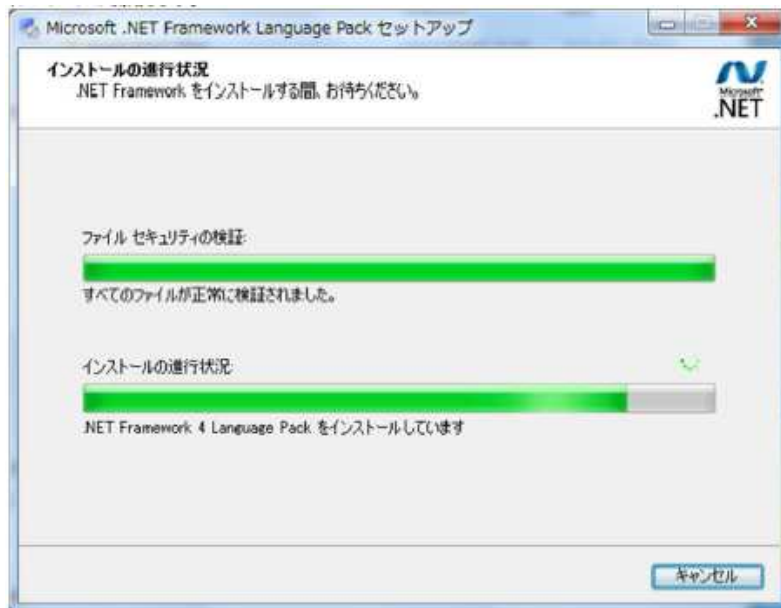 Microsoft .NET Framework Language Pack セットアップ
インストールの進行状況
.NET Framework をインストールする間、お待ちください。
Microsoft
.NET
ファイル セキュリティの検証:
すべてのファイルが正常に検証されました。
インストールの進行状況:
.NET Framework 4 Language Pack をインストールしています
キャンセル